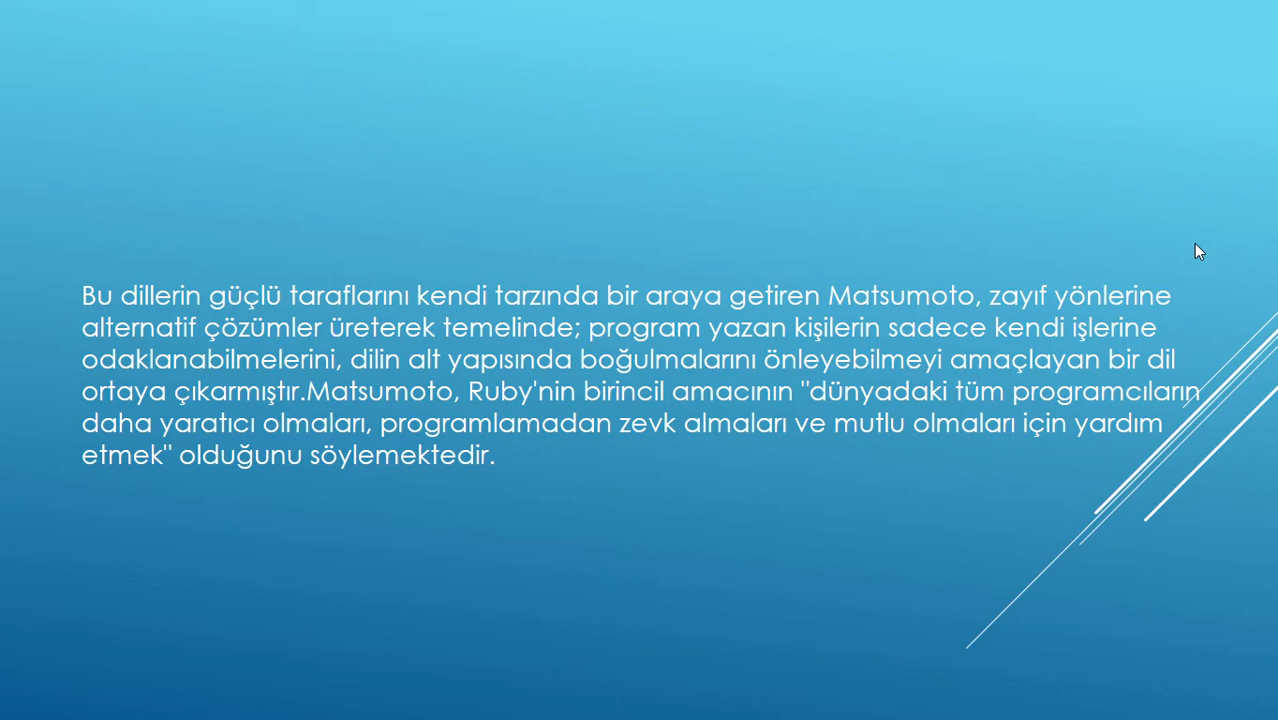 Bu dillerin güçlü taraflarını kendi tarzında bir araya getiren Matsumoto, zayıf yönlerine
alternatif çözümler üreterek temelinde; program yazan kişilerin sadece kendi işlerine
odaklanabilmelerini, dilin alt yapısında boğulmalarını önleyebilmeyi amaçlayan bir dil
ortaya çıkarmıştır.Matsumoto, Ruby'nin birincil amacının "dünyadaki tüm programcıların
daha yaratıcı olmaları, programlamadan zevk almaları ve mutlu olmaları için yardım
etmek" olduğunu söylemektedir.